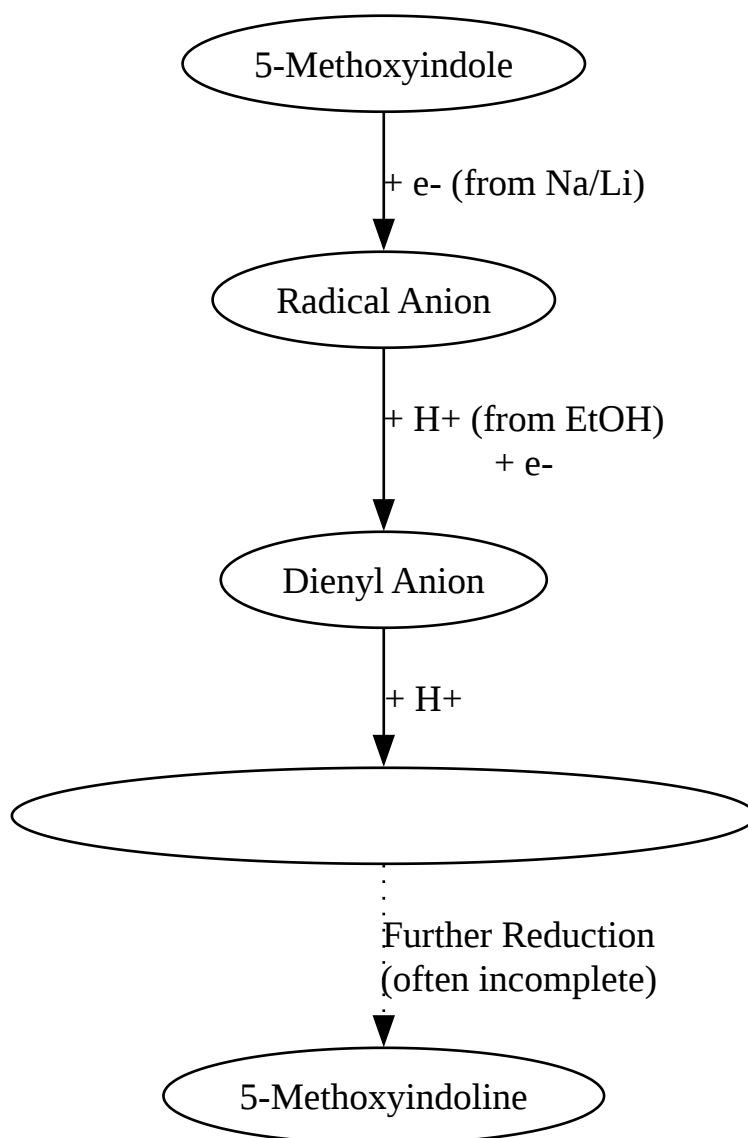 5-Methoxyindole
+ e- (from Na/Li)
Radical Anion
+ H+ (from EtOH)
+ e-
Dienyl Anion
+ H+
Further Reduction
(often incomplete)
5-Methoxyindoline